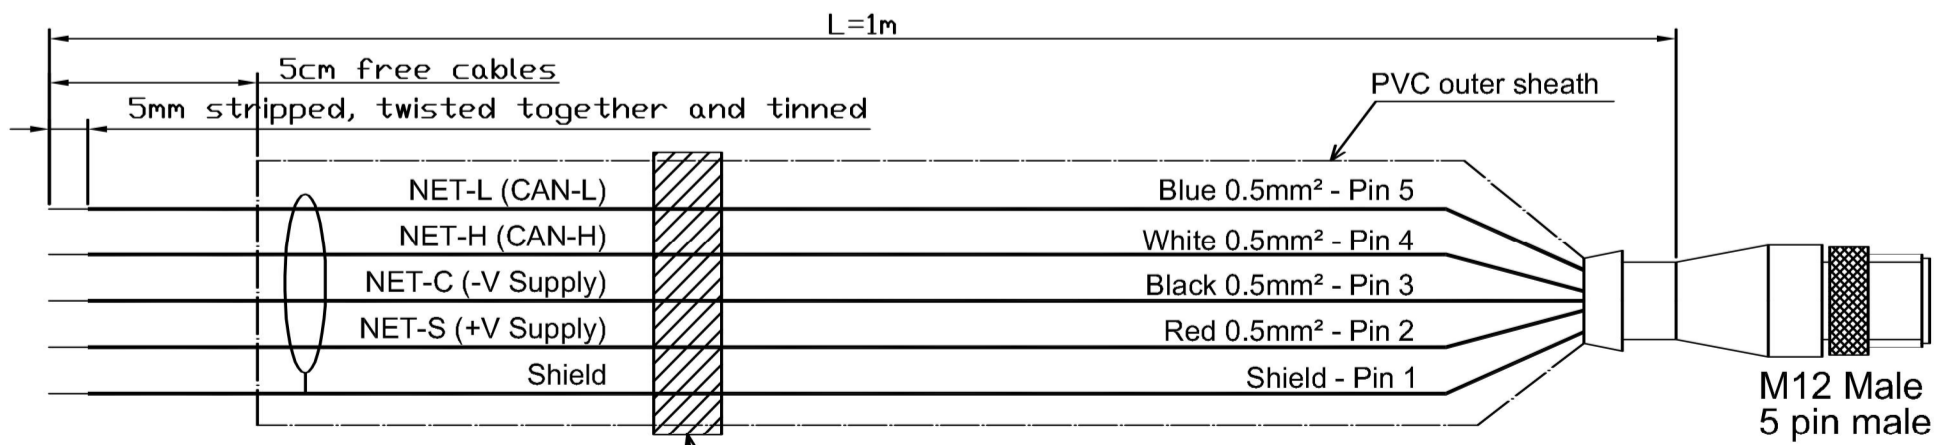 L=1m
5cm free cables
5mm stripped, twisted together and tinned
PVC outer sheath
NET-L (CAN-L)
Blue 0.5mm² - Pin 5
NET-H (CAN-H)
White 0.5mm² - Pin 4
NET-C (-V Supply)
Black 0.5mm² - Pin 3
NET-S (+V Supply)
Red 0.5mm² - Pin 2
Shield
Shield - Pin 1
M12 Male
5 pin male